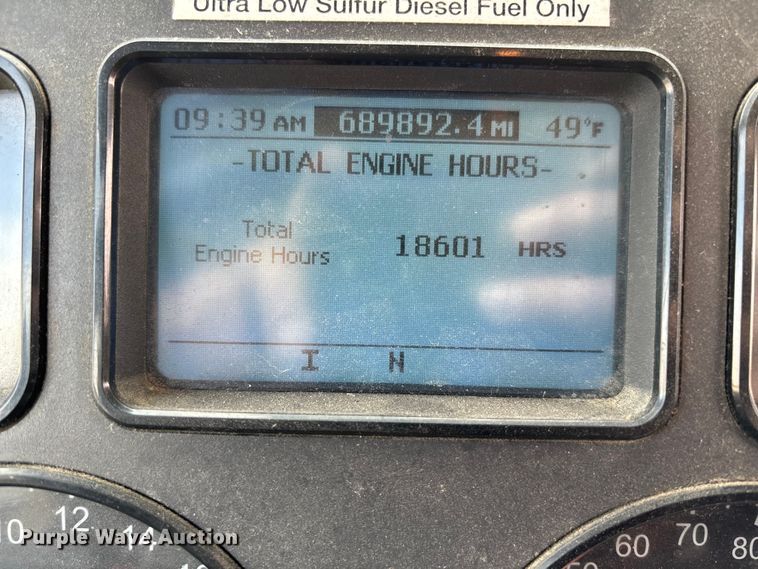 Ultra Low Sulfur Diesel Fuel Only
09:39 AM 689892.4 MI 49°F
-TOTAL ENGINE HOURS-
Total
Engine Hours 18601 HRS
I N
10 12 14
60 70 80
Purple Wave Auction